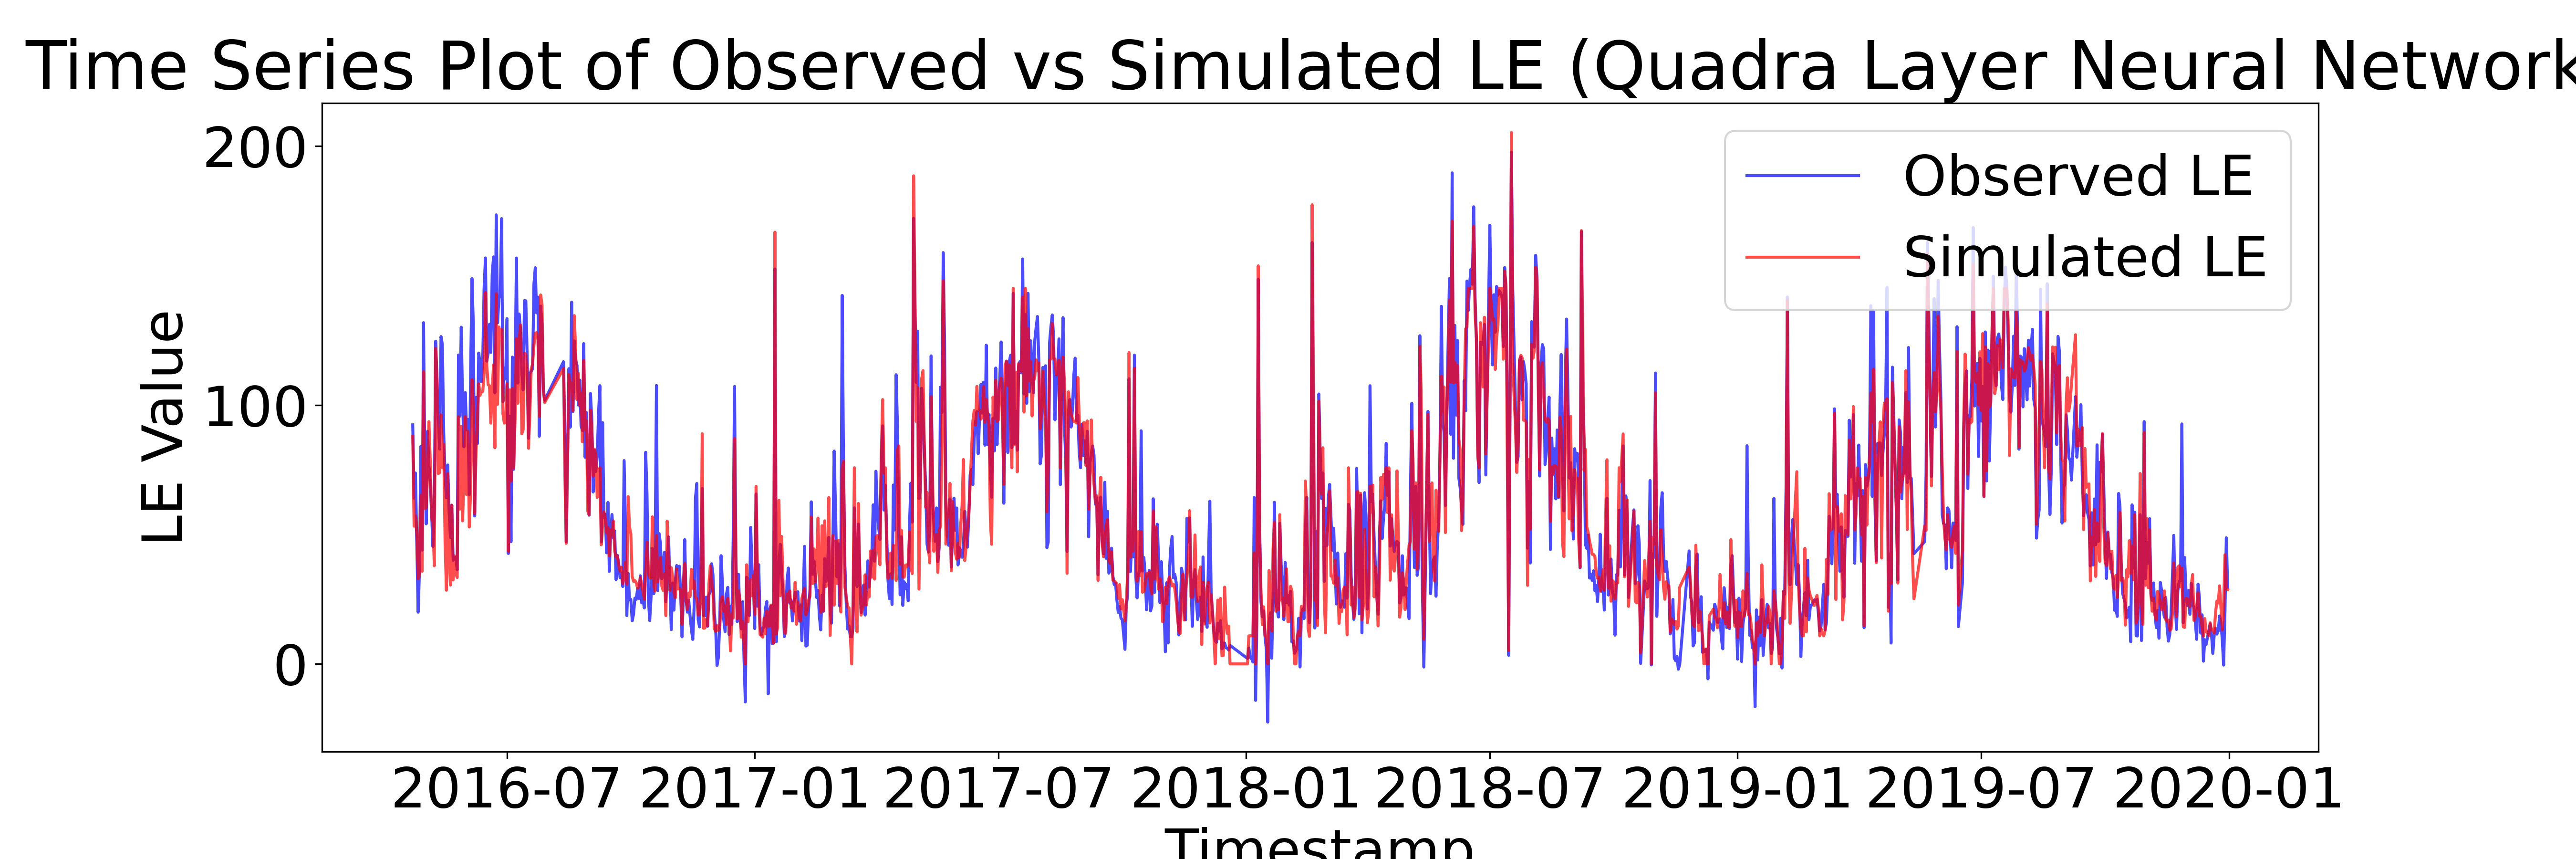 Time Series Plot of Observed vs Simulated LE (Quadra Layer Neural Network
LE Value
200
100
0
Observed LE
Simulated LE
2016-07 2017-01 2017-07 2018-01 2018-07 2019-01 2019-07 2020-01
Timestamp